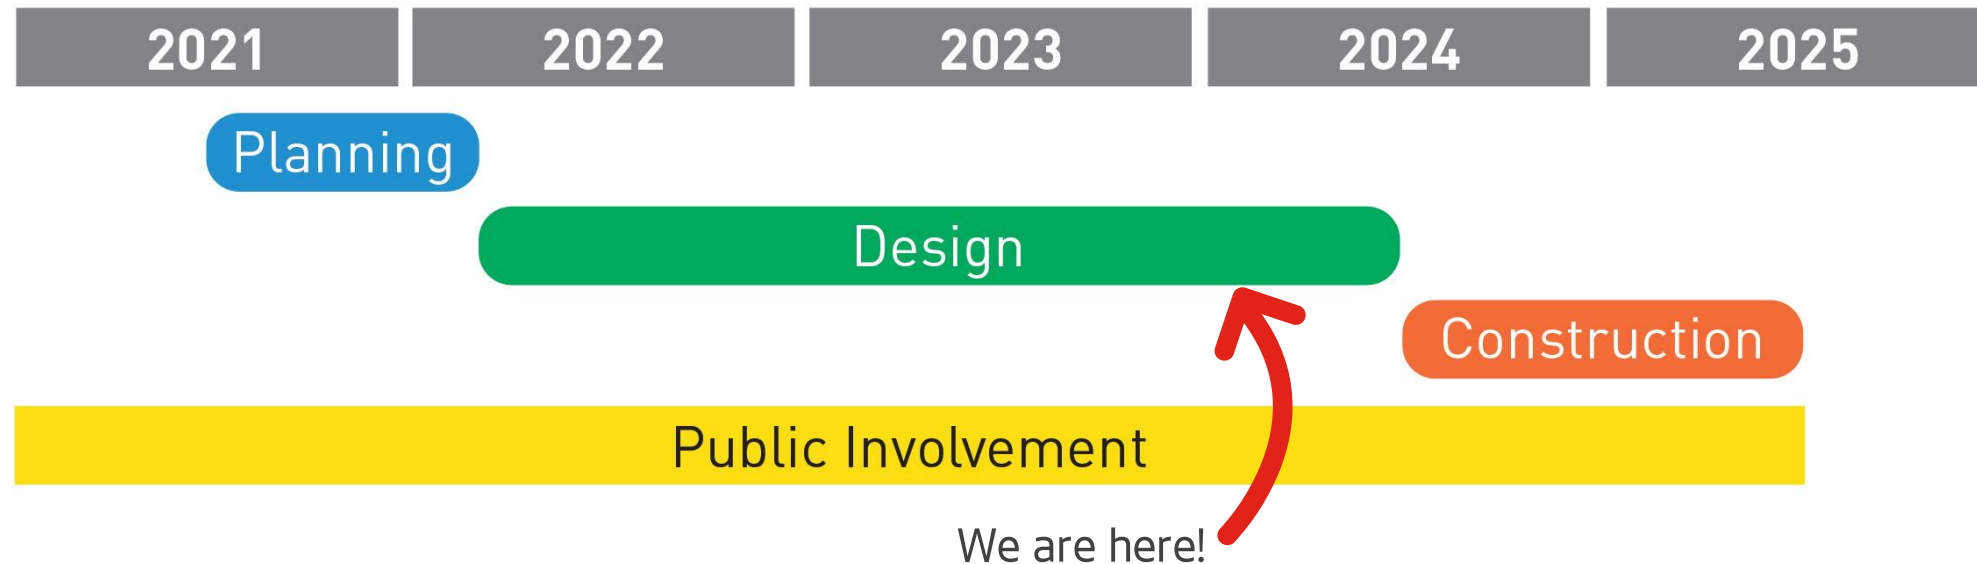 2021 2022 2023 2024 2025
Planning
Design
Construction
Public Involvement
We are here!